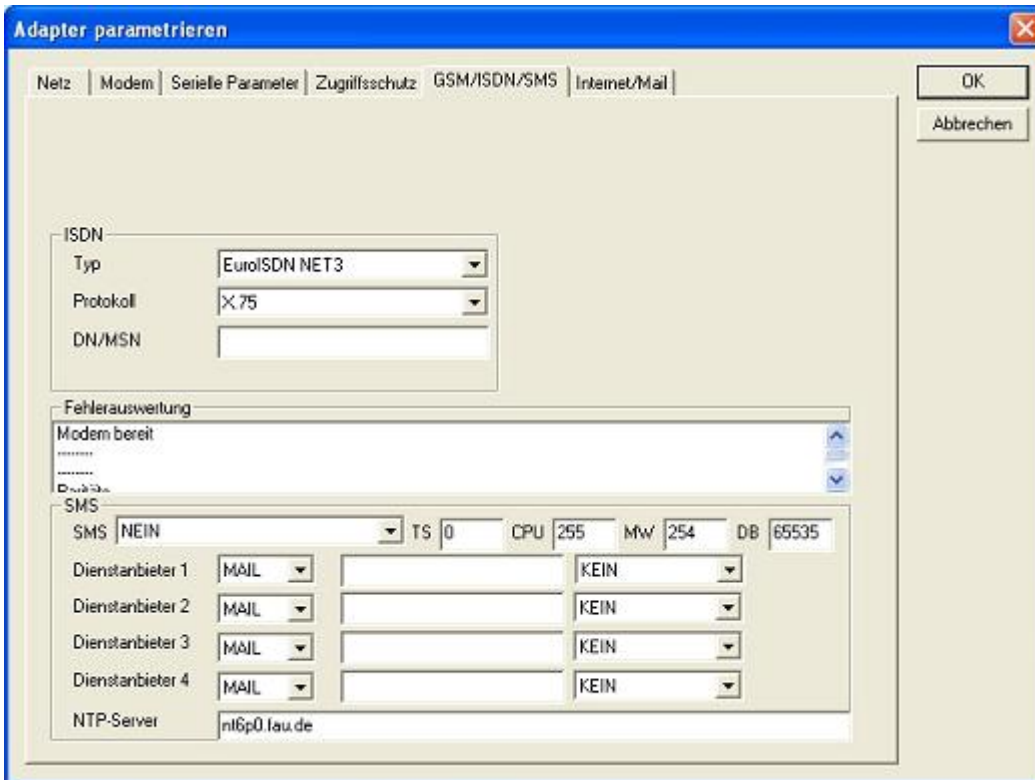 Adapter parametrieren
Netz Modem Serielle Parameter Zugriffsschutz GSM/ISDN/SMS Internet/Mail
OK
Abbrechen
ISDN
Typ EuroISDN NET3
Protokoll X.75
DN/MSN
Fehlerauswertung
Modem bereit
--------
--------
SMS
SMS NEIN TS 0 CPU 255 MW 254 DB 65535
Dienstanbieter 1 MAIL KEIN
Dienstanbieter 2 MAIL KEIN
Dienstanbieter 3 MAIL KEIN
Dienstanbieter 4 MAIL KEIN
NTP-Server ntp0.fau.de